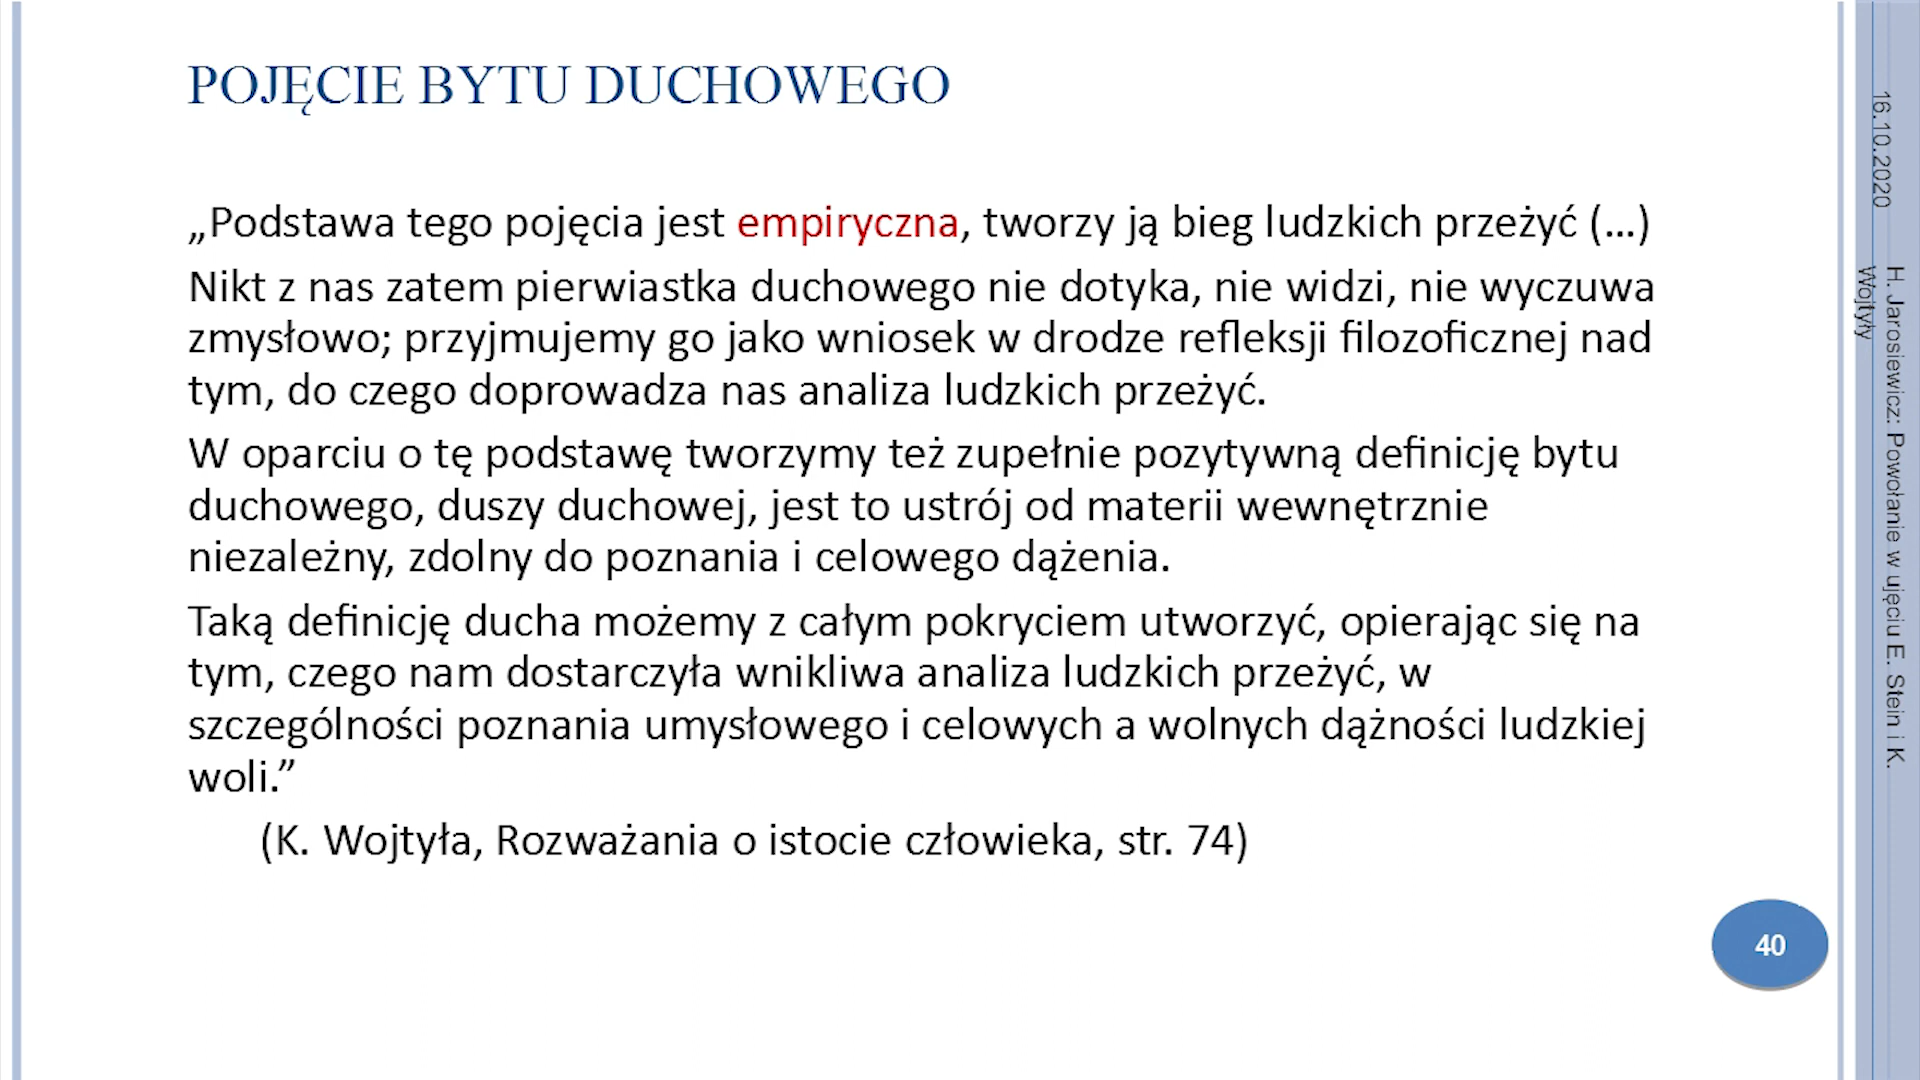 POJĘCIE BYTU DUCHOWEGO
„Podstawa tego pojęcia jest empiryczna, tworzy ją bieg ludzkich przeżyć (...)
Nikt z nas zatem pierwiastka duchowego nie dotyka, nie widzi, nie wyczuwa
zmysłowo; przyjmujemy go jako wniosek w drodze refleksji filozoficznej nad
tym, do czego doprowadza nas analiza ludzkich przeżyć.
W oparciu o tę podstawę tworzymy też zupełnie pozytywną definicję bytu
duchowego, duszy duchowej, jest to ustrój od materii wewnętrznie
niezależny, zdolny do poznania i celowego dążenia.
Taką definicję ducha możemy z całym pokryciem utworzyć, opierając się na
tym, czego nam dostarczyła wnikliwa analiza ludzkich przeżyć, w
szczególności poznania umysłowego i celowych a wolnych dążności ludzkiej
woli.”
(K. Wojtyła, Rozważania o istocie człowieka, str. 74)
40
16.10.2020
H. Jarosiewicz: Powołanie w ujęciu E. Stein i K.
Wojtyły